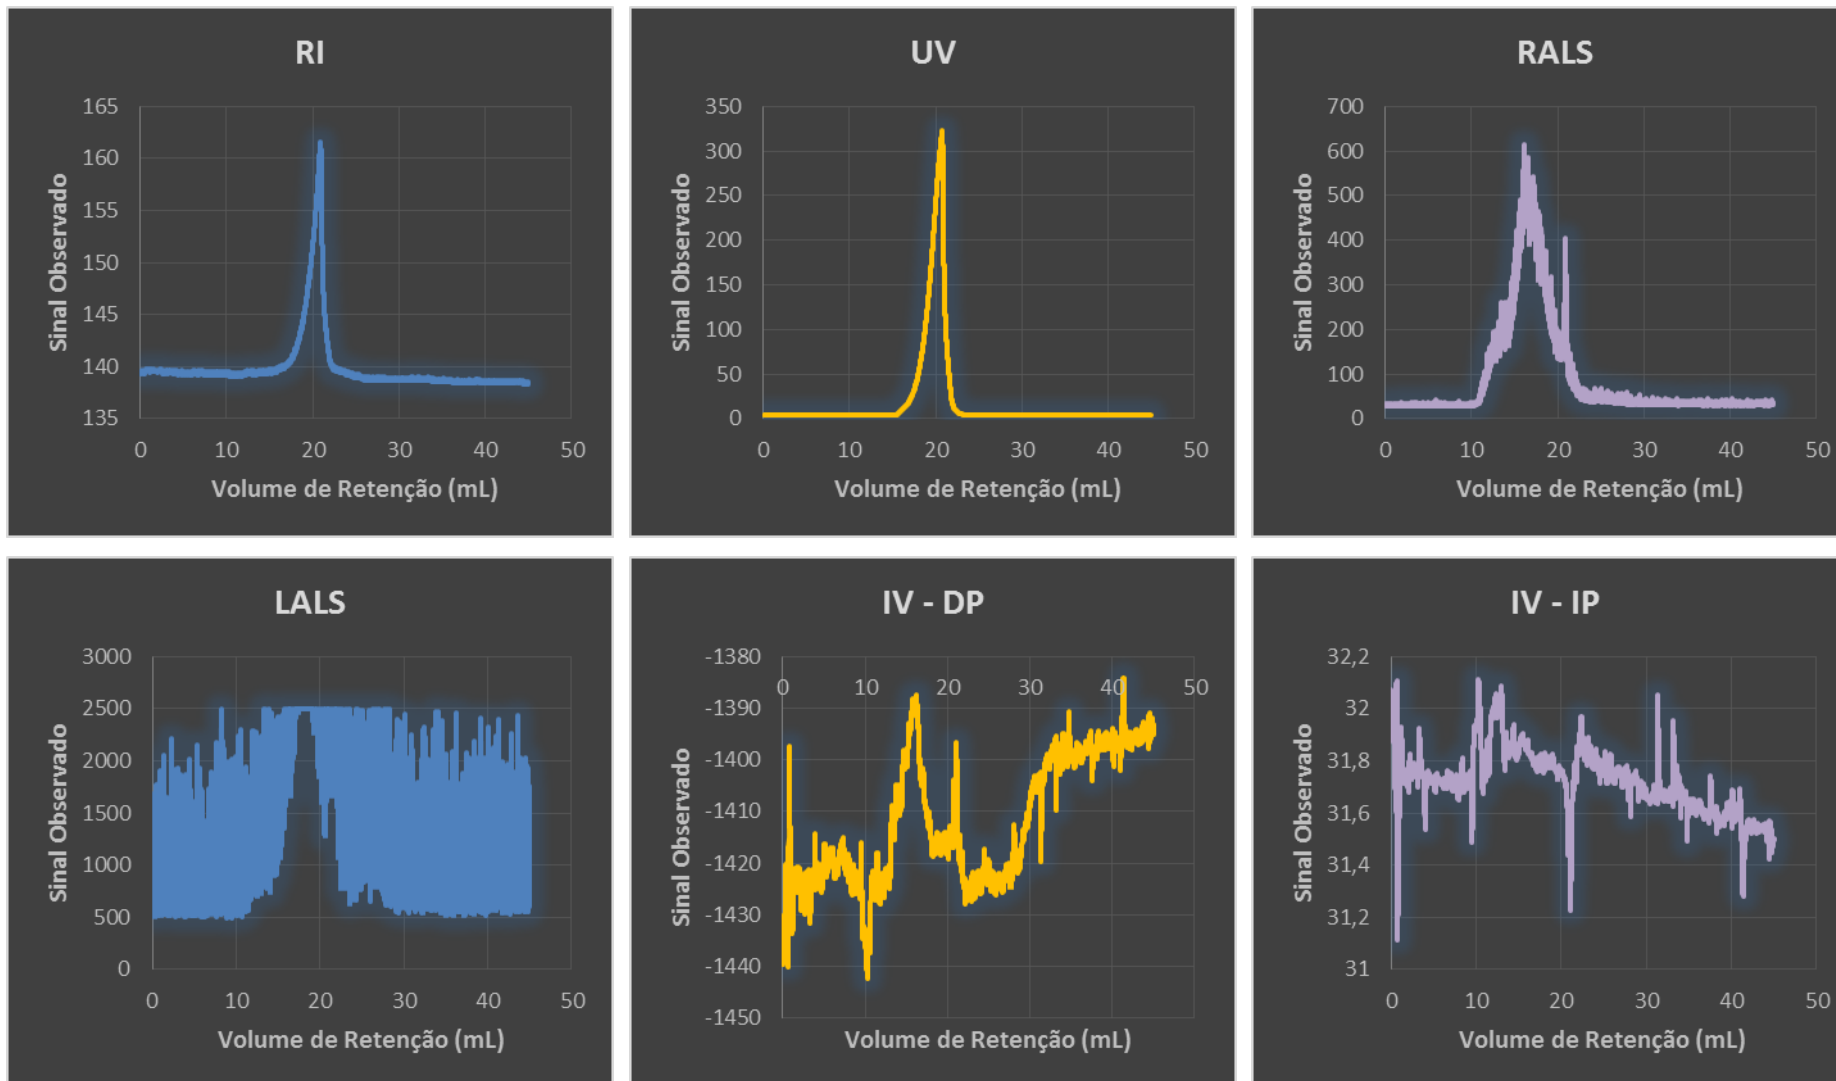 RI
165
160
155
150
145
140
135
0 10 20 30 40 50
Sinal Observado
Volume de Retenção (mL)
UV
350
300
250
200
150
100
50
0
0 10 20 30 40 50
Sinal Observado
Volume de Retenção (mL)
RALS
700
600
500
400
300
200
100
0
0 10 20 30 40 50
Sinal Observado
Volume de Retenção (mL)
LALS
3000
2500
2000
1500
1000
500
0
0 10 20 30 40 50
Sinal Observado
Volume de Retenção (mL)
IV - DP
-1380
0 10 20 30 40 50
-1390
-1400
-1410
-1420
-1430
-1440
-1450
Sinal Observado
Volume de Retenção (mL)
IV - IP
32,2
32
31,8
31,6
31,4
31,2
31
0 10 20 30 40 50
Sinal Observado
Volume de Retenção (mL)